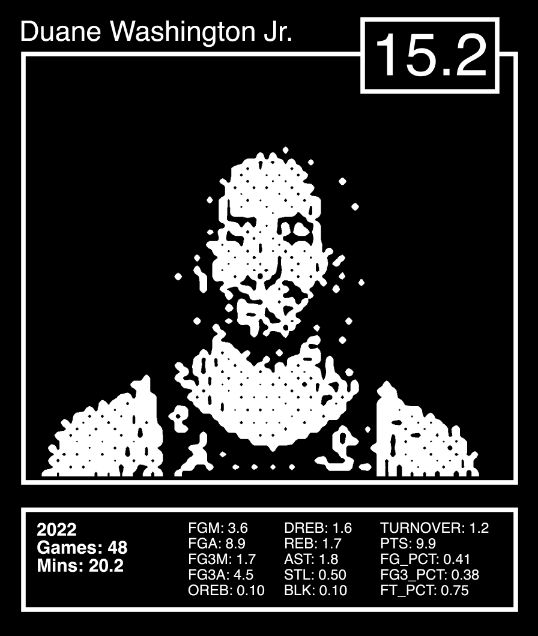 Duane Washington Jr.
15.2
2022
Games: 48
Mins: 20.2
FGM: 3.6
FGA: 8.9
FG3M: 1.7
FG3A: 4.5
OREB: 0.10
DREB: 1.6
REB: 1.7
AST: 1.8
STL: 0.50
BLK: 0.10
TURNOVER: 1.2
PTS: 9.9
FG_PCT: 0.41
FG3_PCT: 0.38
FT_PCT: 0.75